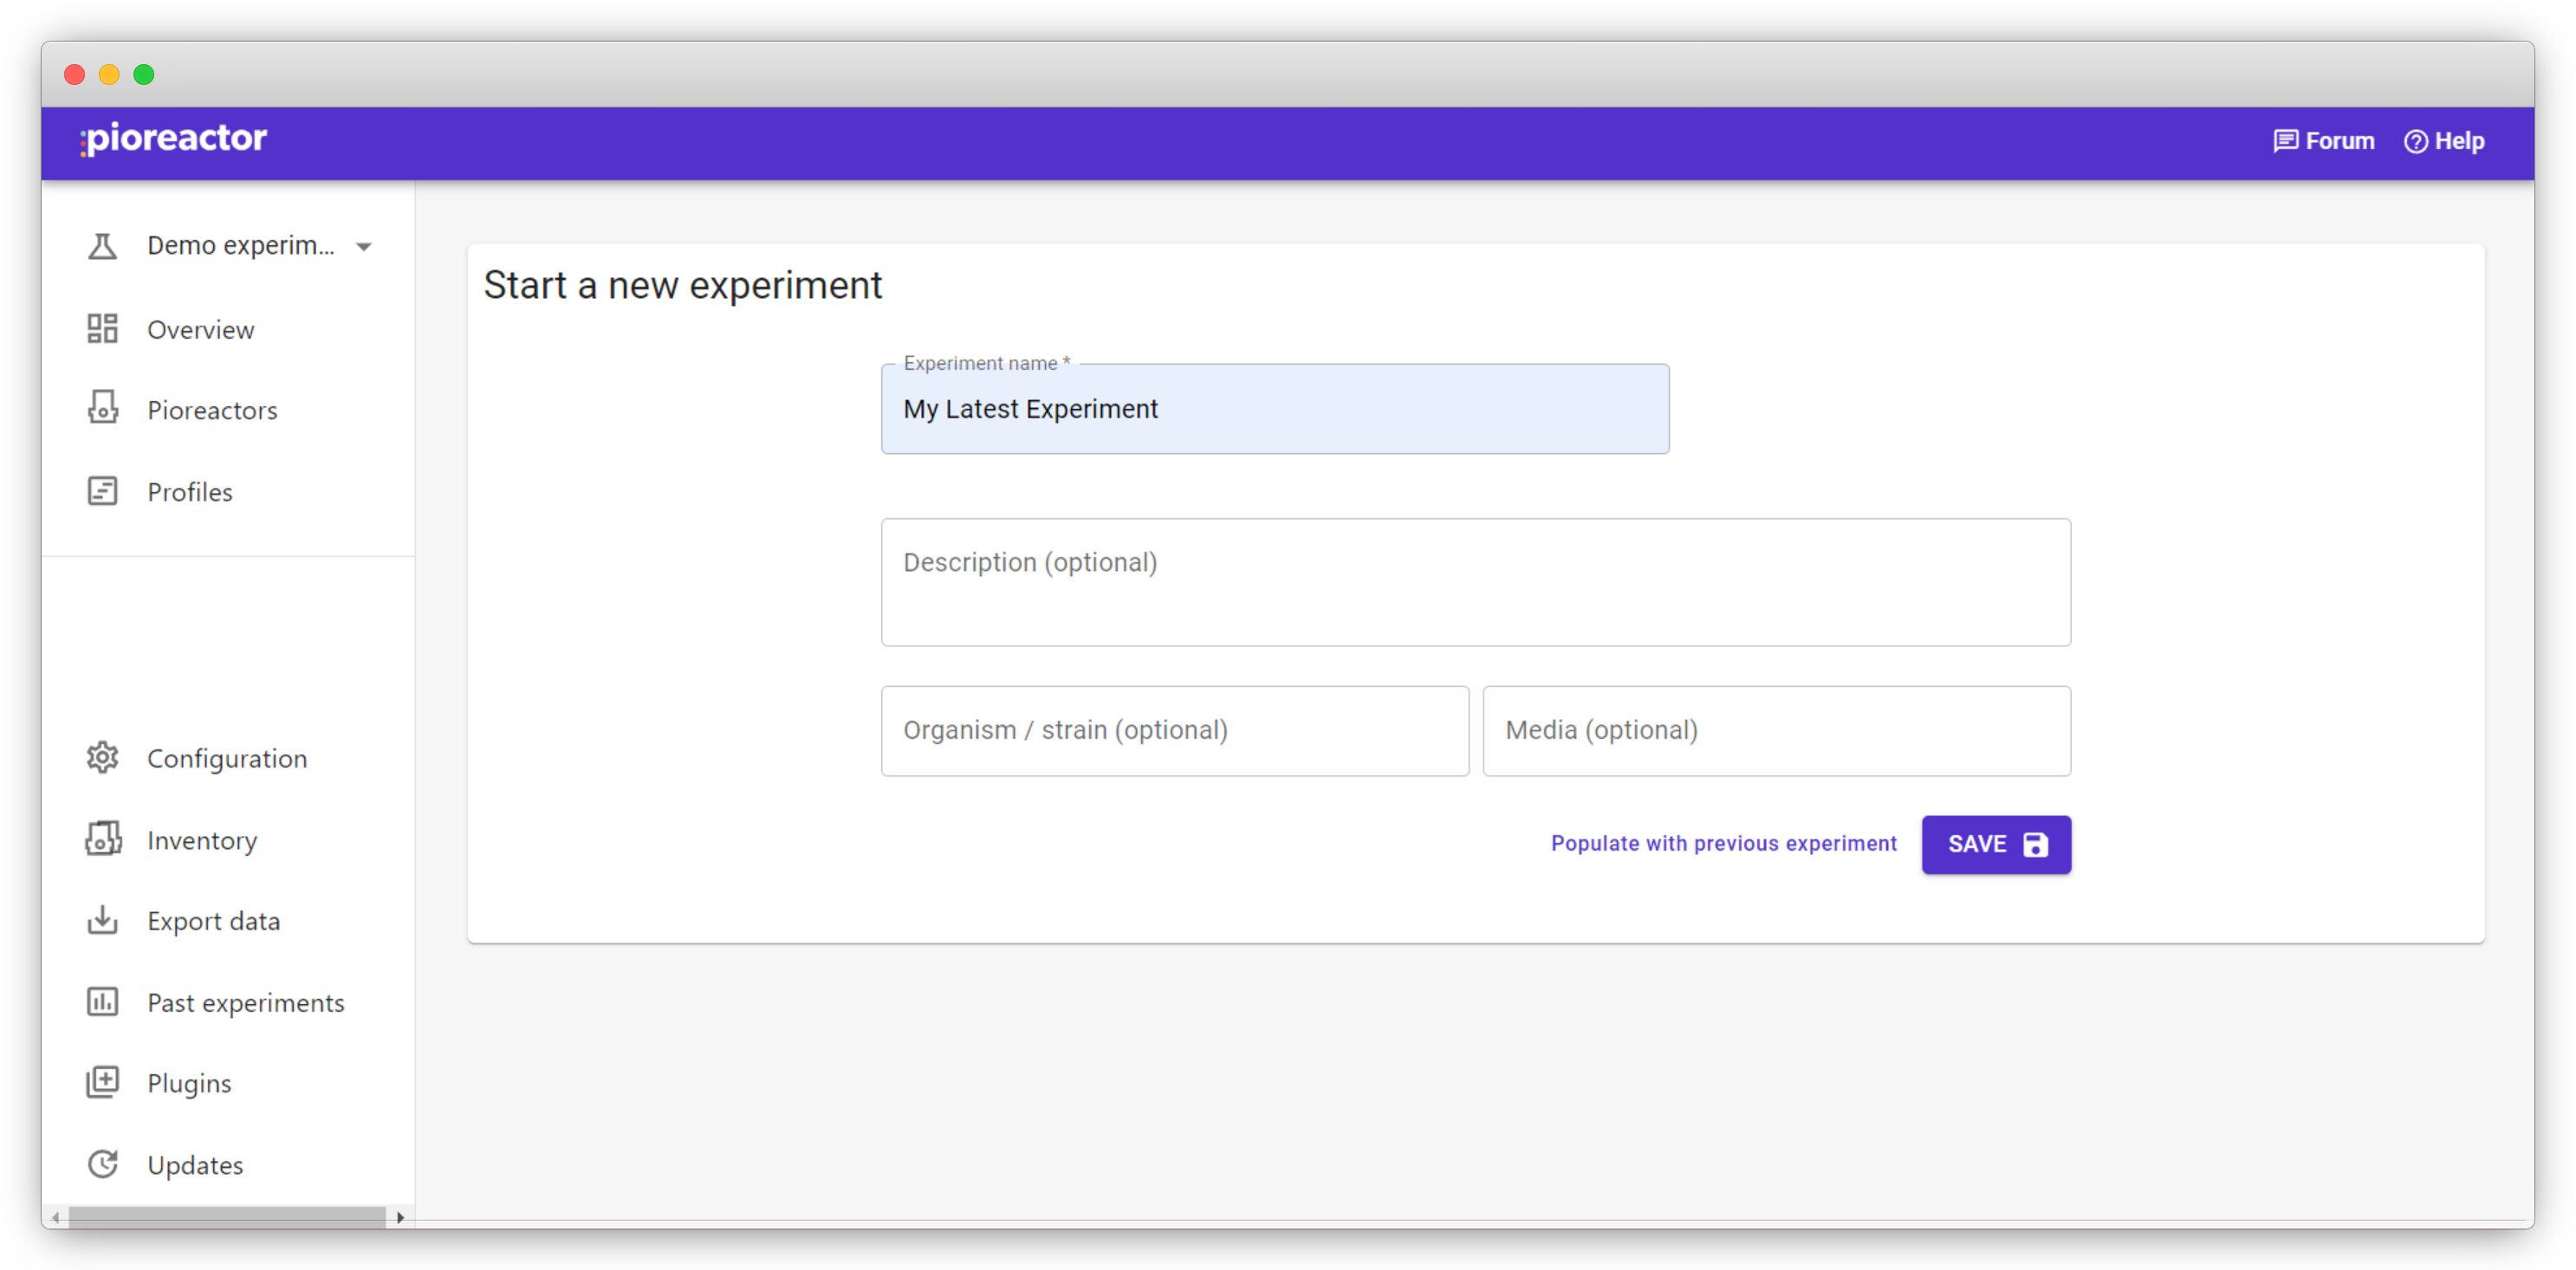 pioreactor
Forum
Help
Demo experim...
Overview
Pioreactors
Profiles
Configuration
Inventory
Export data
Past experiments
Plugins
Updates
Start a new experiment
Experiment name *
My Latest Experiment
Description (optional)
Organism / strain (optional)
Media (optional)
Populate with previous experiment
SAVE